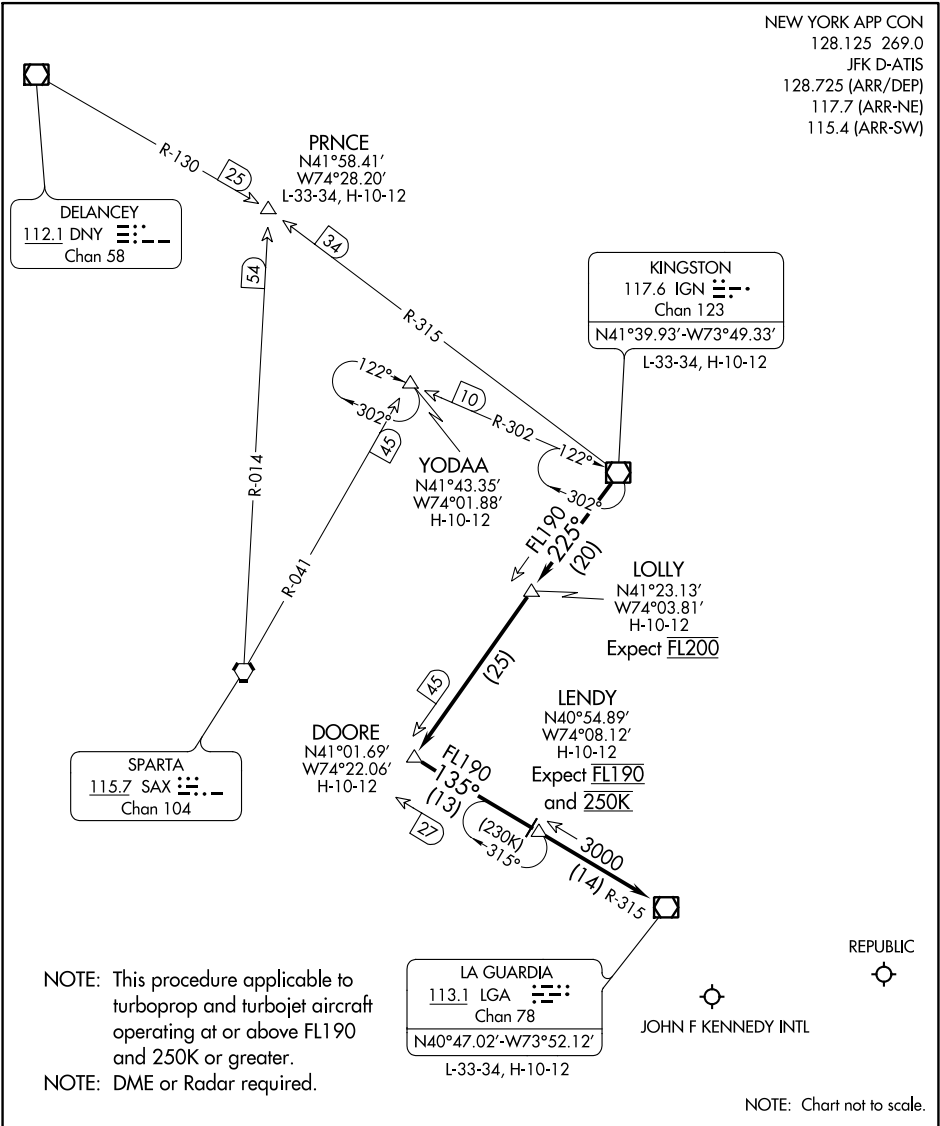 NEW YORK APP CON
128.125 269.0
JFK D-ATIS
128.725 (ARR/DEP)
117.7 (ARR-NE)
115.4 (ARR-SW)
PRNCE
N41°58.41'
W74°28.20'
L-33-34, H-10-12
R-130
25
DELANCEY
112.1 DNY
Chan 58
34
R-315
54
R-014
KINGSTON
117.6 IGN
Chan 123
N41°39.93'-W73°49.33'
L-33-34, H-10-12
122°
302°
10
R-302
122°
302°
45
R-041
YODAA
N41°43.35'
W74°01.88'
H-10-12
FL190
225°
(20)
LOLLY
N41°23.13'
W74°03.81'
H-10-12
Expect FL200
(25)
45
SPARTA
115.7 SAX
Chan 104
DOORE
N41°01.69'
W74°22.06'
H-10-12
27
FL190
135°
(13)
LENDY
N40°54.89'
W74°08.12'
H-10-12
Expect FL190
and 250K
(230K)
315°
3000
(14) R-315
LA GUARDIA
113.1 LGA
Chan 78
N40°47.02'-W73°52.12'
L-33-34, H-10-12
REPUBLIC
JOHN F KENNEDY INTL
NOTE: This procedure applicable to
turboprop and turbojet aircraft
operating at or above FL190
and 250K or greater.
NOTE: DME or Radar required.
NOTE: Chart not to scale.